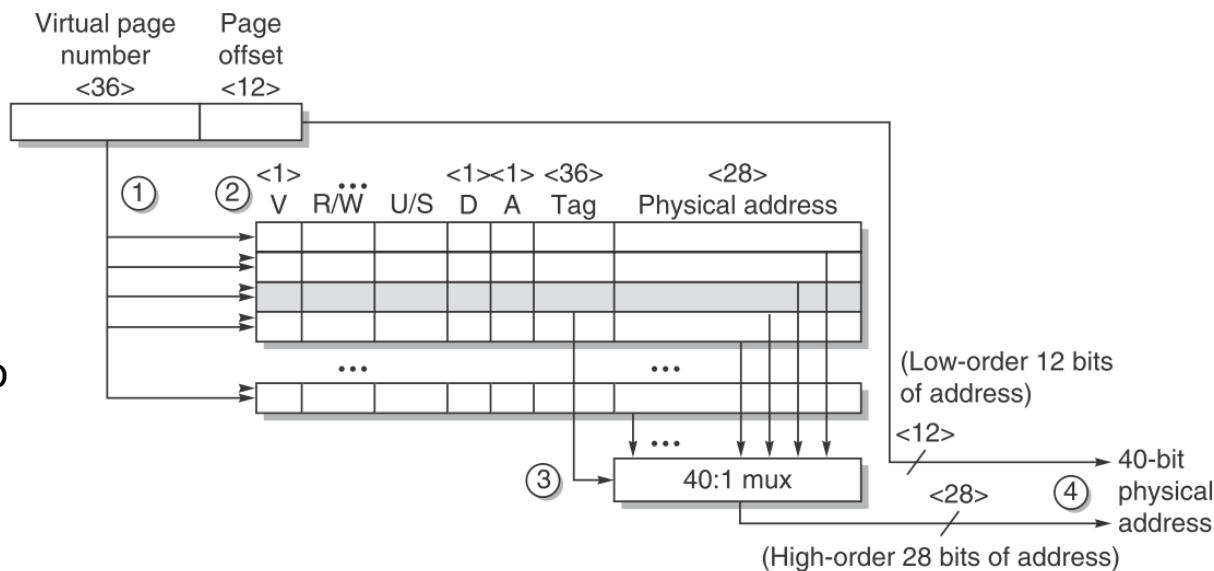 Virtual page number <36>
Page offset <12>
①
②
<1> V
...
R/W
U/S
<1> D
<1> A
<36> Tag
<28> Physical address
... ...
(Low-order 12 bits of address)
<12>
...
③
40:1 mux
<28>
④
40-bit physical address
(High-order 28 bits of address)